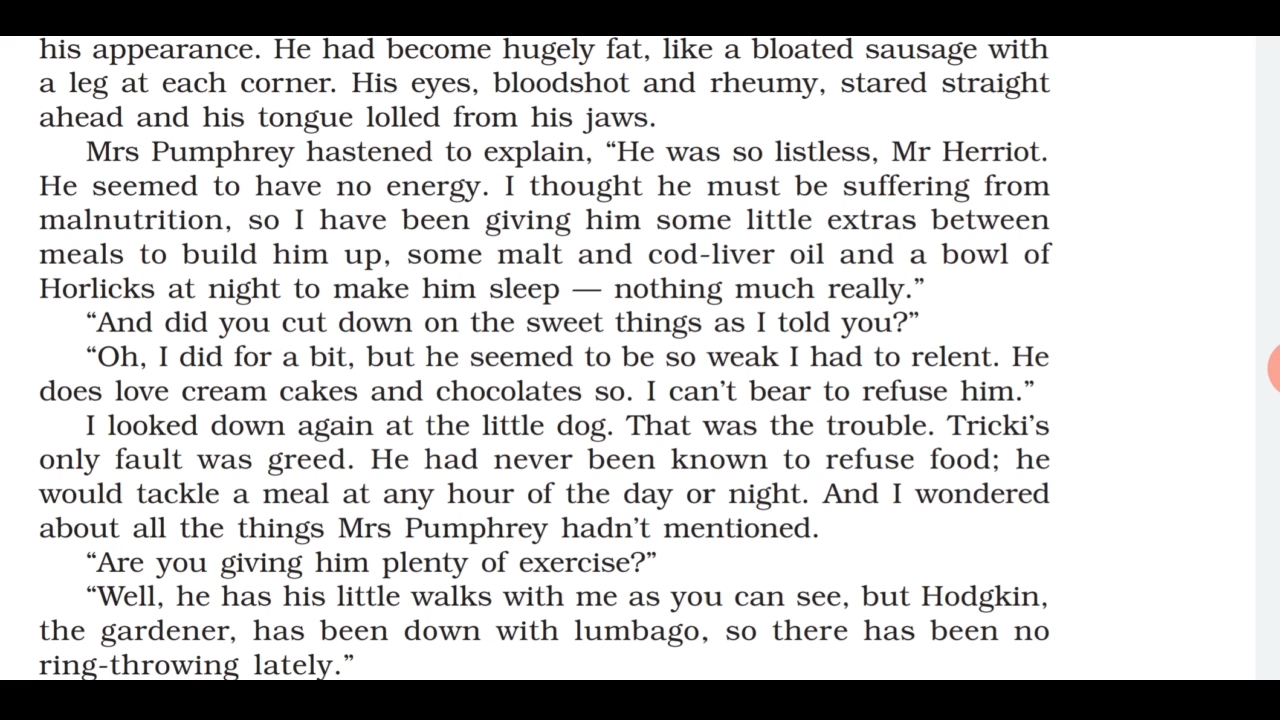 his appearance. He had become hugely fat, like a bloated sausage with
a leg at each corner. His eyes, bloodshot and rheumy, stared straight
ahead and his tongue lolled from his jaws.
Mrs Pumphrey hastened to explain, “He was so listless, Mr Herriot.
He seemed to have no energy. I thought he must be suffering from
malnutrition, so I have been giving him some little extras between
meals to build him up, some malt and cod-liver oil and a bowl of
Horlicks at night to make him sleep — nothing much really.”
“And did you cut down on the sweet things as I told you?”
“Oh, I did for a bit, but he seemed to be so weak I had to relent. He
does love cream cakes and chocolates so. I can’t bear to refuse him.”
I looked down again at the little dog. That was the trouble. Tricki’s
only fault was greed. He had never been known to refuse food; he
would tackle a meal at any hour of the day or night. And I wondered
about all the things Mrs Pumphrey hadn’t mentioned.
“Are you giving him plenty of exercise?”
“Well, he has his little walks with me as you can see, but Hodgkin,
the gardener, has been down with lumbago, so there has been no
ring-throwing lately.”